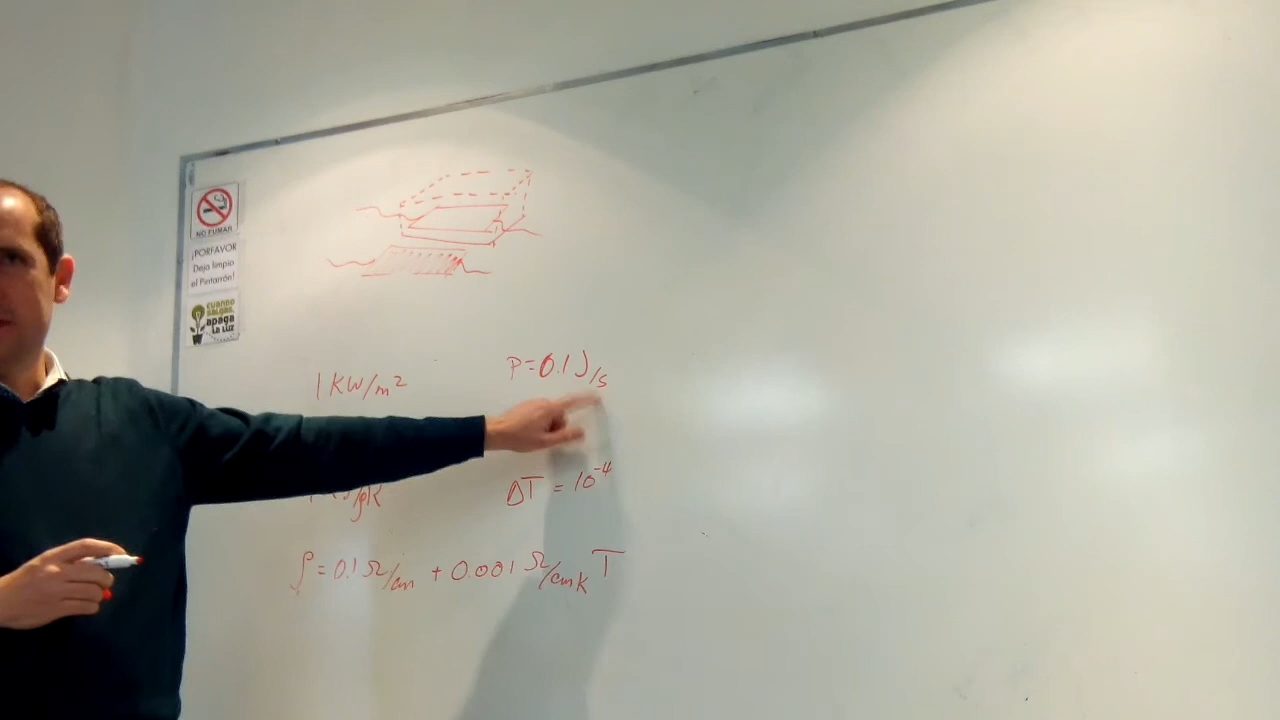 NO FUMAR
¡PORFAVOR
Deja limpio
el Pintarrón!
CUANDO
SALGAS,
apaga
LA LUZ
1 KW/m² P=0.1 J/s
ΔT = 10⁻⁴
ρ = 0.1 Ω/cm + 0.001 Ω/cmK T